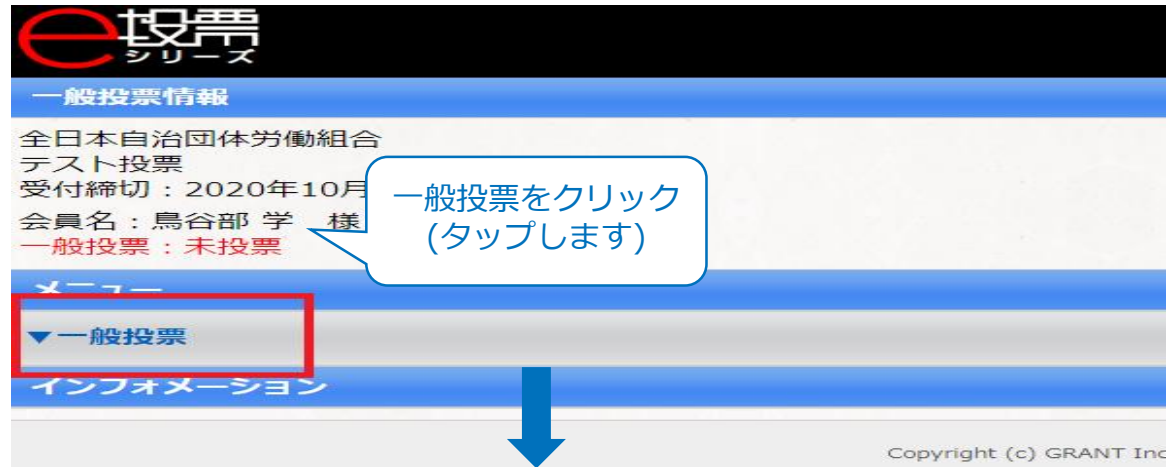 e投票
シリーズ
一般投票情報
全日本自治団体労働組合
テスト投票
受付締切：2020年10月
会員名：鳥谷部 学　様
一般投票：未投票
一般投票をクリック
(タップします)
メニュー
▼一般投票
インフォメーション
Copyright (c) GRANT Inc